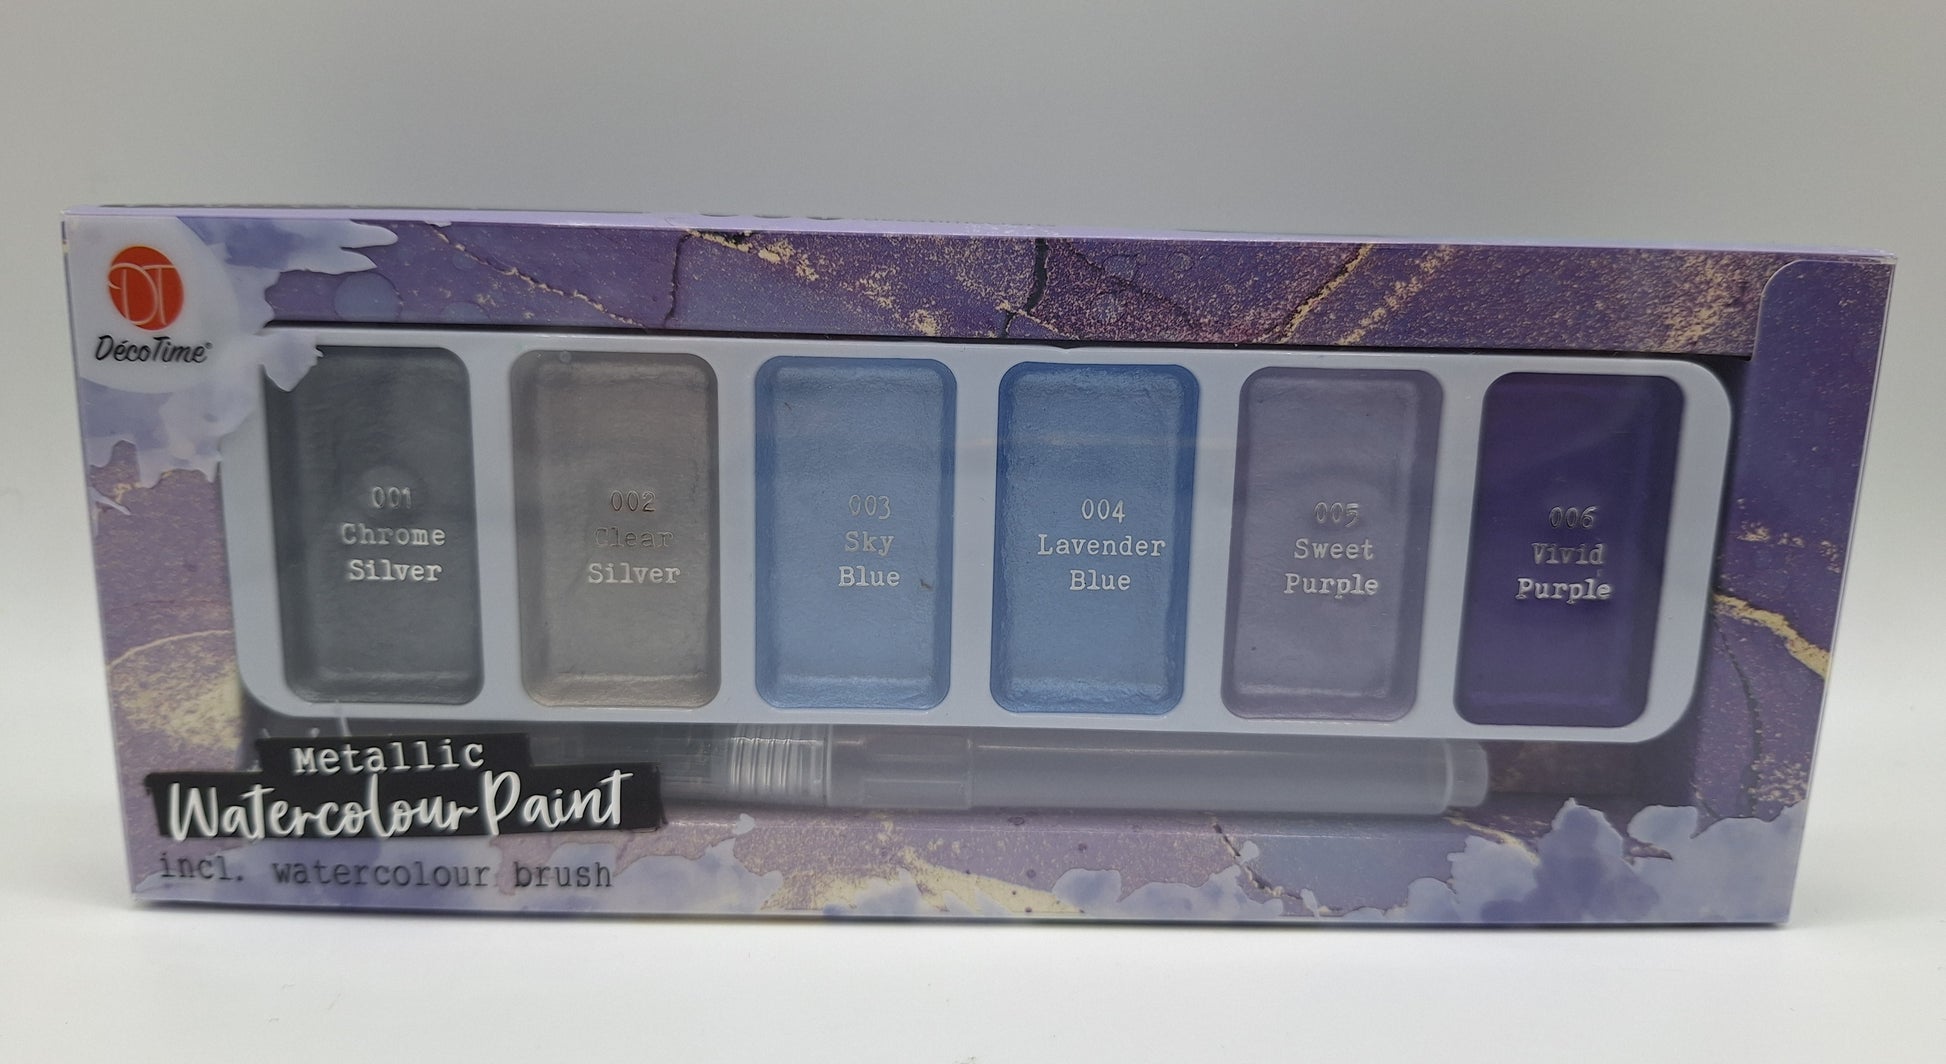 DT
DécoTime®
001
Chrome
Silver
002
Clear
Silver
003
Sky
Blue
004
Lavender
Blue
005
Sweet
Purple
006
Vivid
Purple
Metallic
Watercolour Paint
incl. watercolour brush